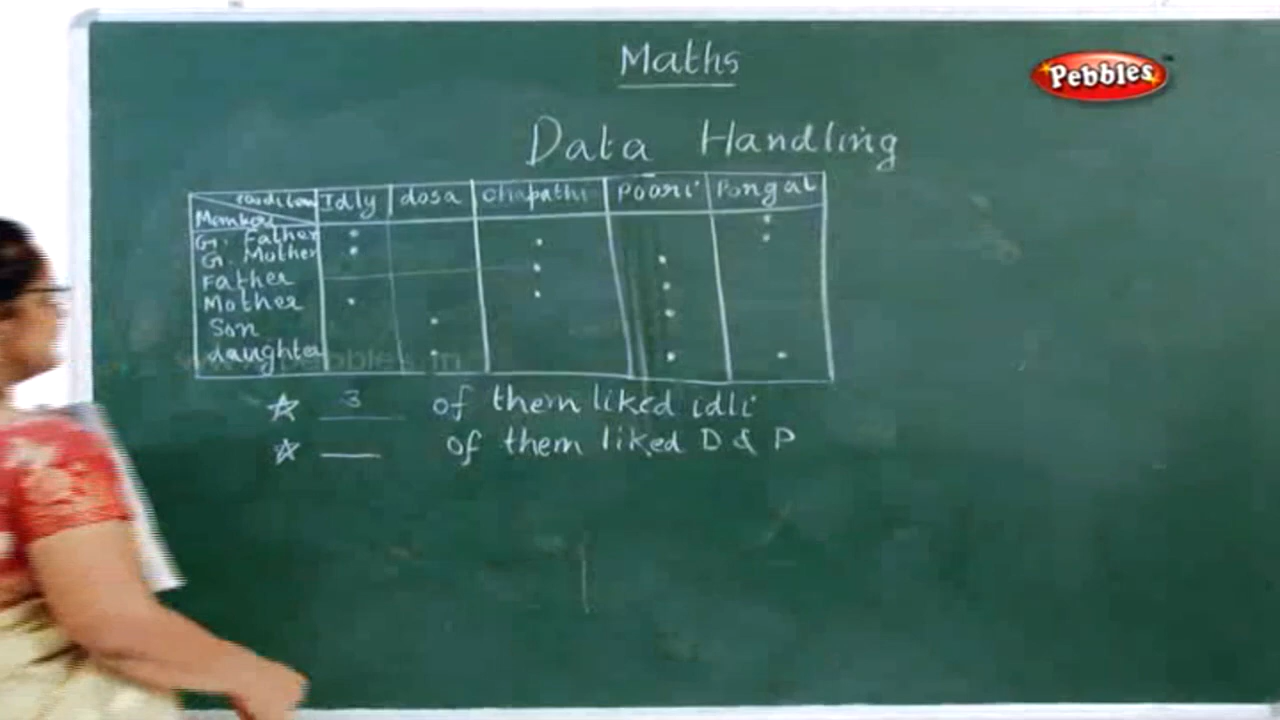 Maths
Pebbles
Data Handling
Members Idly dosa Chapathi Poori Pongal
G. Father
G. Mother
Father
Mother
Son
daughter
3 of them liked idli
of them liked D & P